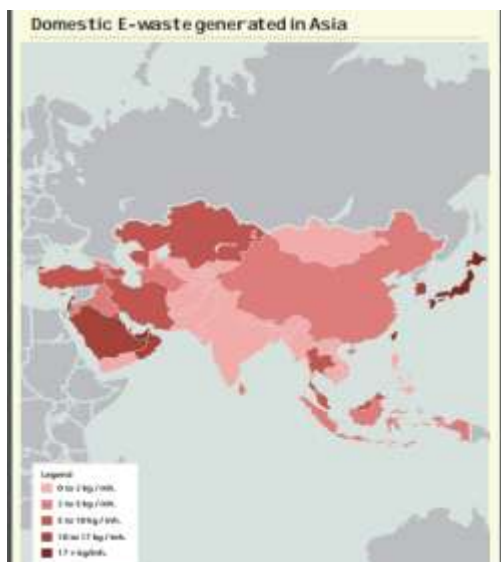 Domestic E-waste generated in Asia
Legend
0 to 2 kg / inh.
2 to 5 kg / inh.
5 to 10 kg / inh.
10 to 17 kg / inh.
17 + kg/inh.